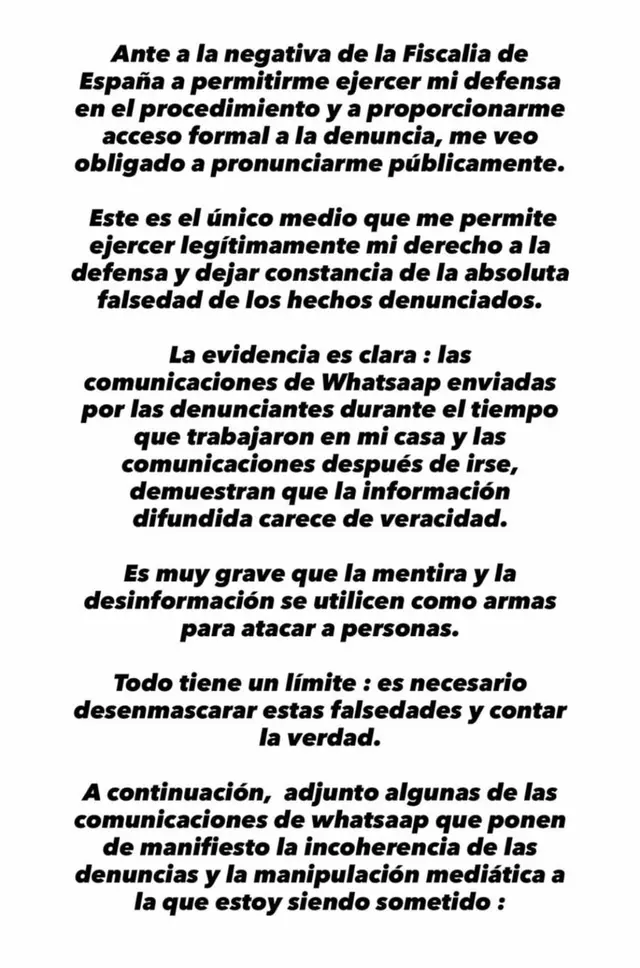 Ante a la negativa de la Fiscalia de
España a permitirme ejercer mi defensa
en el procedimiento y a proporcionarme
acceso formal a la denuncia, me veo
obligado a pronunciarme públicamente.
Este es el único medio que me permite
ejercer legítimamente mi derecho a la
defensa y dejar constancia de la absoluta
falsedad de los hechos denunciados.
La evidencia es clara : las
comunicaciones de Whatsaap enviadas
por las denunciantes durante el tiempo
que trabajaron en mi casa y las
comunicaciones después de irse,
demuestran que la información
difundida carece de veracidad.
Es muy grave que la mentira y la
desinformación se utilicen como armas
para atacar a personas.
Todo tiene un límite : es necesario
desenmascarar estas falsedades y contar
la verdad.
A continuación,  adjunto algunas de las
comunicaciones de whatsaap que ponen
de manifiesto la incoherencia de las
denuncias y la manipulación mediática a
la que estoy siendo sometido :